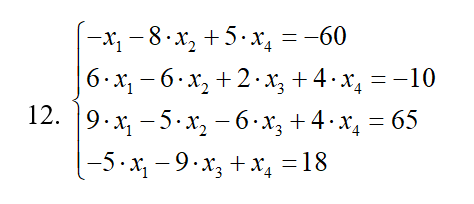 12.
−x₁ − 8·x₂ + 5·x₄ = −60
6·x₁ − 6·x₂ + 2·x₃ + 4·x₄ = −10
9·x₁ − 5·x₂ − 6·x₃ + 4·x₄ = 65
−5·x₁ − 9·x₃ + x₄ = 18